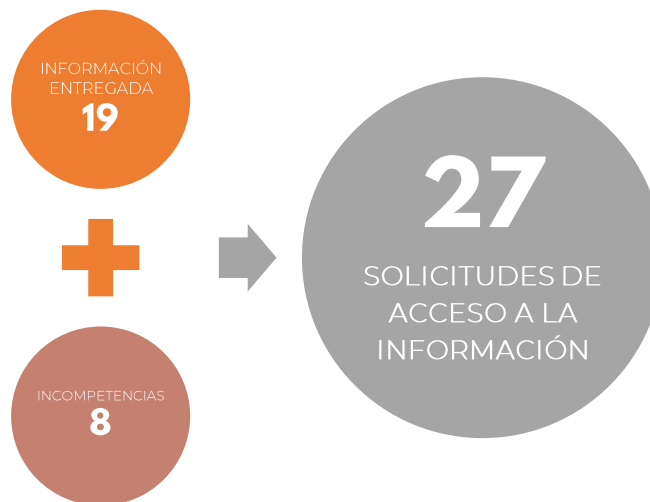 INFORMACIÓN
ENTREGADA
19
INCOMPETENCIAS
8
27
SOLICITUDES DE
ACCESO A LA
INFORMACIÓN